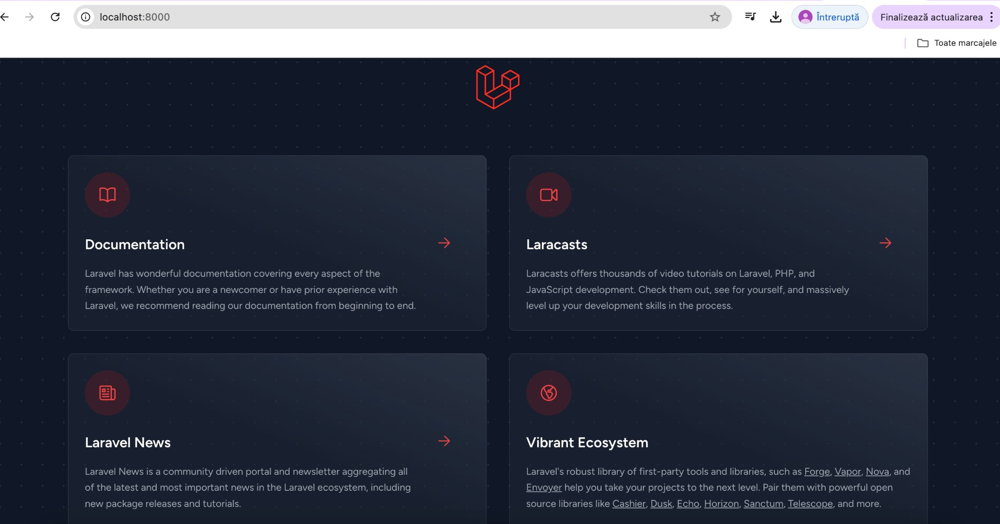 localhost:8000
Întreruptă
Finalizează actualizarea
Toate marcajele
Documentation
Laravel has wonderful documentation covering every aspect of the
framework. Whether you are a newcomer or have prior experience with
Laravel, we recommend reading our documentation from beginning to end.
Laracasts
Laracasts offers thousands of video tutorials on Laravel, PHP, and
JavaScript development. Check them out, see for yourself, and massively
level up your development skills in the process.
Laravel News
Laravel News is a community driven portal and newsletter aggregating all
of the latest and most important news in the Laravel ecosystem, including
new package releases and tutorials.
Vibrant Ecosystem
Laravel's robust library of first-party tools and libraries, such as Forge, Vapor, Nova, and
Envoyer help you take your projects to the next level. Pair them with powerful open
source libraries like Cashier, Dusk, Echo, Horizon, Sanctum, Telescope, and more.